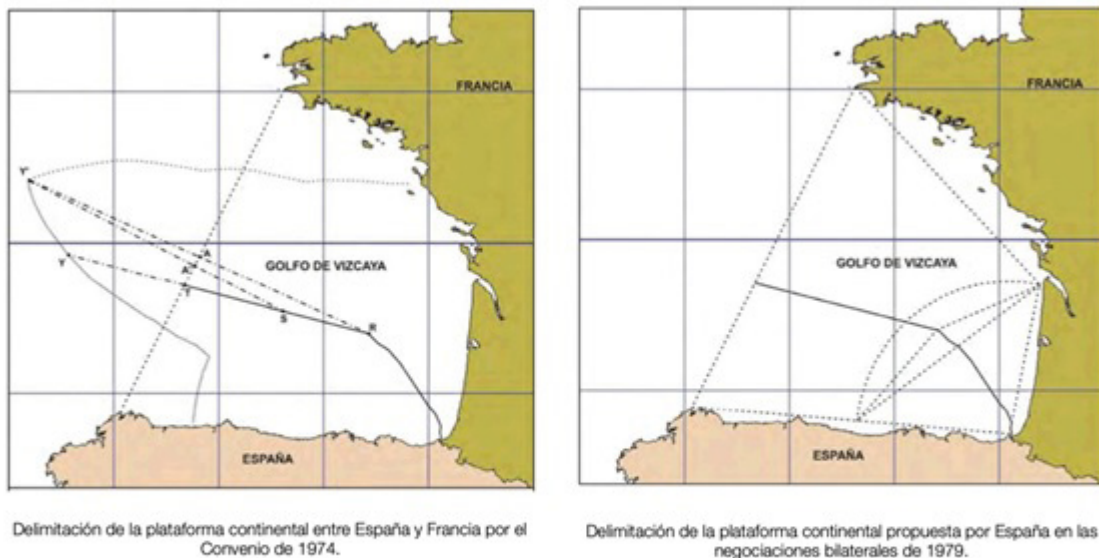 FRANCIA
Y'
A
GOLFO DE VIZCAYA
A'
Y
T
S
R
ESPAÑA
Delimitación de la plataforma continental entre España y Francia por el
Convenio de 1974.
FRANCIA
GOLFO DE VIZCAYA
ESPAÑA
Delimitación de la plataforma continental propuesta por España en las
negociaciones bilaterales de 1979.